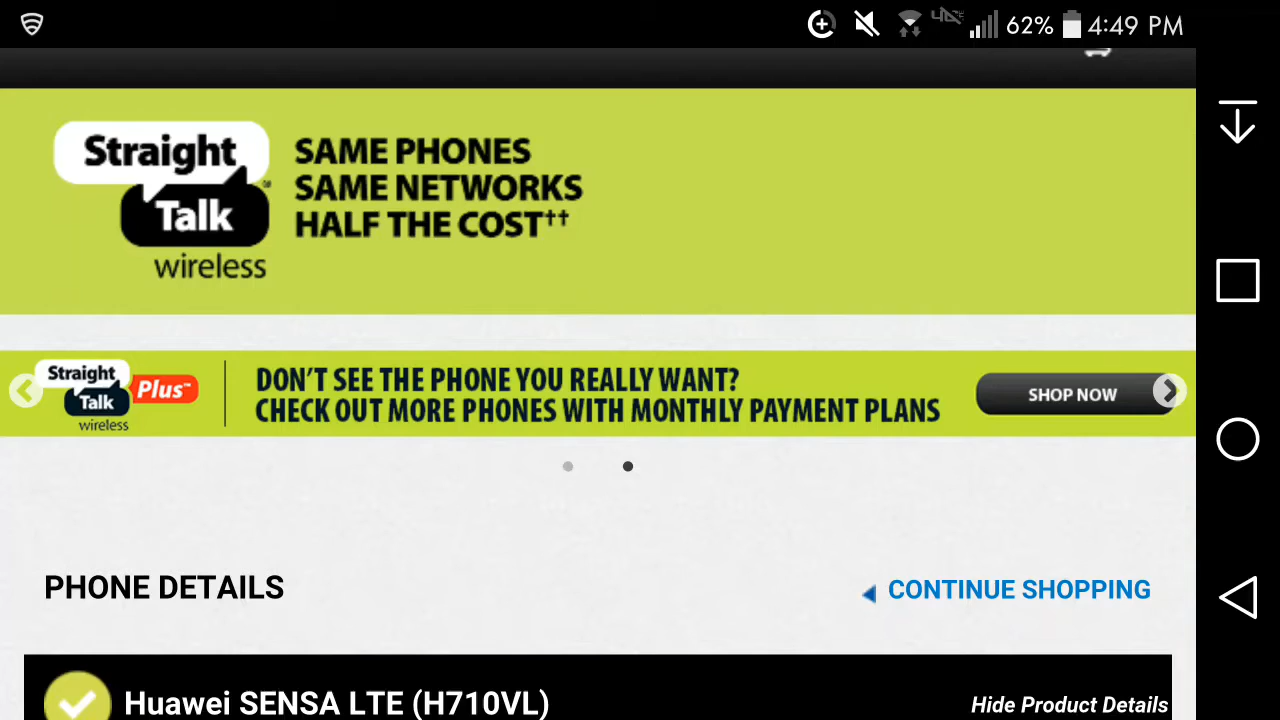 62% 4:49 PM
Straight
Talk
wireless
SAME PHONES
SAME NETWORKS
HALF THE COST††
Straight
Talk
wireless
Plus™
DON'T SEE THE PHONE YOU REALLY WANT?
CHECK OUT MORE PHONES WITH MONTHLY PAYMENT PLANS
SHOP NOW
PHONE DETAILS
CONTINUE SHOPPING
Huawei SENSA LTE (H710VL)
Hide Product Details